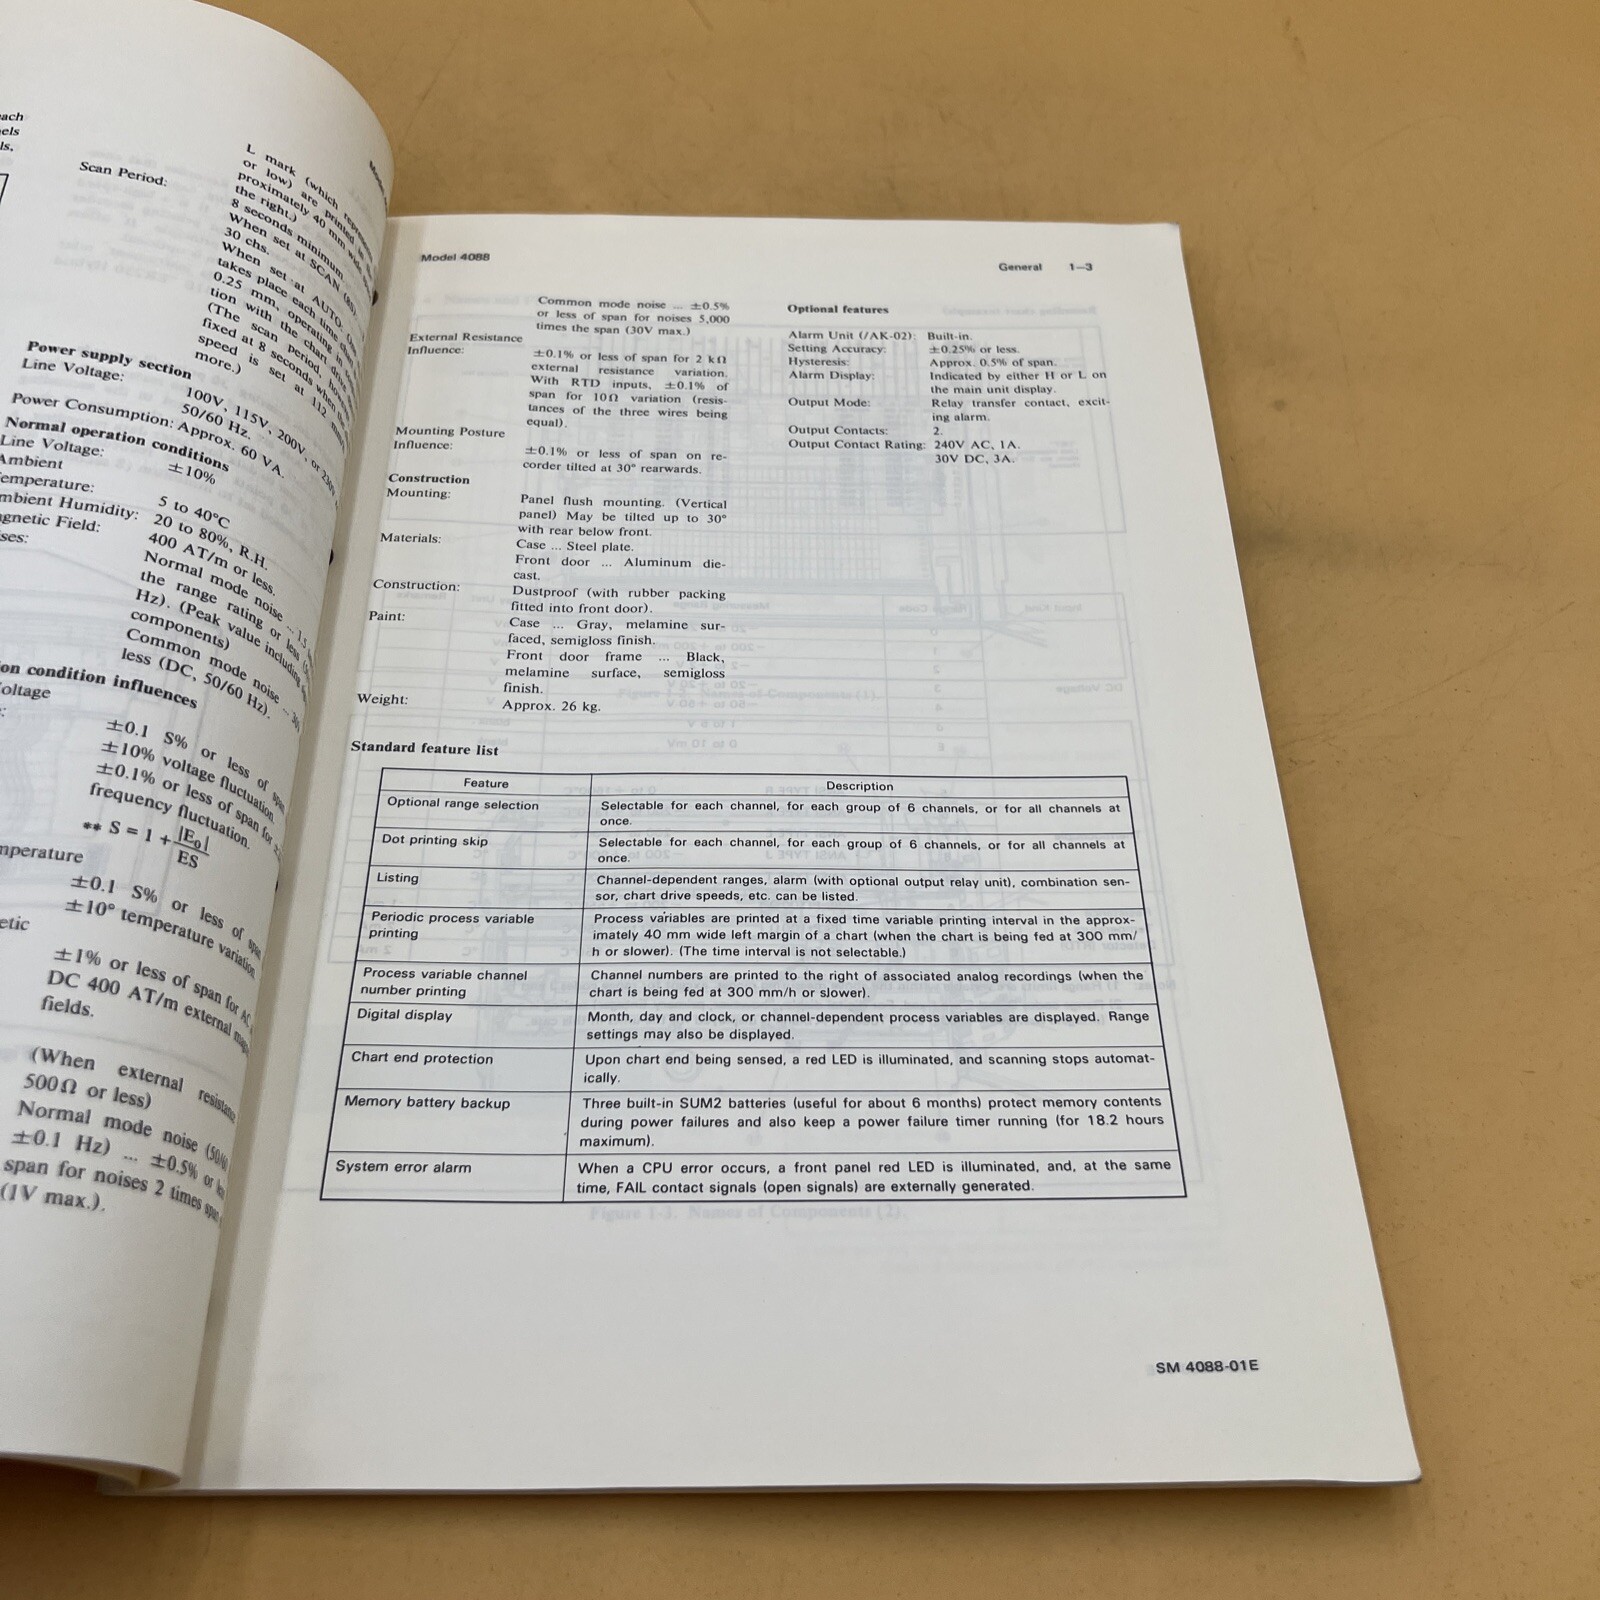 each
els
ls.
L mark (which
or low) are printed
proximately 40 mm wide
the right.)
Scan Period:
8 seconds minimum
When set at SCAN (all)
30 chs.
When set at AUTO:
takes place each time
0.25 mm, operating in
tion with the chart drive
(The scan period, however
fixed at 8 seconds when the
speed is set at 112
more.)
Power supply section
Line Voltage:
100V, 115V, 200V, or 230V
50/60 Hz.
Power Consumption: Approx. 60 VA.
Normal operation conditions
Line Voltage:
±10%
Ambient
emperature:
5 to 40°C
mbient Humidity:
20 to 80%, R.H.
gnetic Field:
400 AT/m or less.
ses:
Normal mode noise ... 1.5
the range rating or less
Hz). (Peak value including
components)
Common mode noise ...
less (DC, 50/60 Hz).
on condition influences
oltage
±0.1 S% or less of span
±10% voltage fluctuation.
±0.1% or less of span for
frequency fluctuation.
** S = 1 + |E₀| / ES
mperature
±0.1 S% or less of span
±10° temperature variation.
etic
±1% or less of span for AC
DC 400 AT/m external
fields.
(When external resistance
500Ω or less)
Normal mode noise (50/60
±0.1 Hz) ... ±0.5% or less
span for noises 2 times span
(1V max.).
Model 4088
General 1–3
Common mode noise ... ±0.5%
or less of span for noises 5,000
times the span (30V max.)
External Resistance
Influence:
±0.1% or less of span for 2 kΩ
external resistance variation.
With RTD inputs, ±0.1% of
span for 10Ω variation (resis-
tances of the three wires being
equal).
Mounting Posture
Influence:
±0.1% or less of span on re-
corder tilted at 30° rearwards.
Construction
Mounting:
Panel flush mounting. (Vertical
panel) May be tilted up to 30°
with rear below front.
Materials:
Case ... Steel plate.
Front door ... Aluminum die-
cast.
Construction:
Dustproof (with rubber packing
fitted into front door).
Paint:
Case ... Gray, melamine sur-
faced, semigloss finish.
Front door frame ... Black,
melamine surface, semigloss
finish.
Weight:
Approx. 26 kg.
Optional features
Alarm Unit (/AK-02): Built-in.
Setting Accuracy: ±0.25% or less.
Hysteresis: Approx. 0.5% of span.
Alarm Display: Indicated by either H or L on
the main unit display.
Output Mode: Relay transfer contact, excit-
ing alarm.
Output Contacts: 2.
Output Contact Rating: 240V AC, 1A.
30V DC, 3A.
Standard feature list
Feature Description
Optional range selection Selectable for each channel, for each group of 6 channels, or for all channels at
once.
Dot printing skip Selectable for each channel, for each group of 6 channels, or for all channels at
once.
Listing Channel-dependent ranges, alarm (with optional output relay unit), combination sen-
sor, chart drive speeds, etc. can be listed.
Periodic process variable
printing
Process variables are printed at a fixed time variable printing interval in the approx-
imately 40 mm wide left margin of a chart (when the chart is being fed at 300 mm/
h or slower). (The time interval is not selectable.)
Process variable channel
number printing
Channel numbers are printed to the right of associated analog recordings (when the
chart is being fed at 300 mm/h or slower).
Digital display Month, day and clock, or channel-dependent process variables are displayed. Range
settings may also be displayed.
Chart end protection Upon chart end being sensed, a red LED is illuminated, and scanning stops automat-
ically.
Memory battery backup Three built-in SUM2 batteries (useful for about 6 months) protect memory contents
during power failures and also keep a power failure timer running (for 18.2 hours
maximum).
System error alarm When a CPU error occurs, a front panel red LED is illuminated, and, at the same
time, FAIL contact signals (open signals) are externally generated.
SM 4088-01E